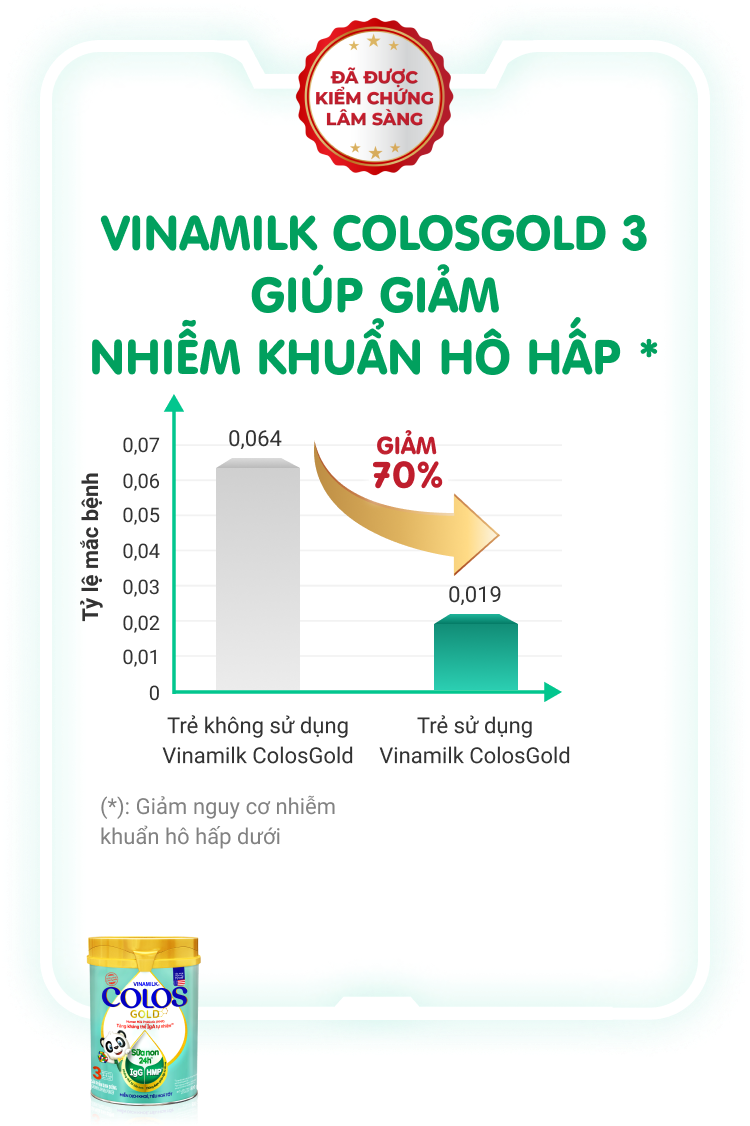 ĐÃ ĐƯỢC
KIỂM CHỨNG
LÂM SÀNG
VINAMILK COLOSGOLD 3
GIÚP GIẢM
NHIỄM KHUẨN HÔ HẤP *
GIẢM
70%
Tỷ lệ mắc bệnh
0,07
0,06
0,05
0,04
0,03
0,02
0,01
0
0,064
0,019
Trẻ không sử dụng
Vinamilk ColosGold
Trẻ sử dụng
Vinamilk ColosGold
(*): Giảm nguy cơ nhiễm
khuẩn hô hấp dưới
VINAMILK
COLOS
GOLD
Sữa non
24h
IgG HMP
3